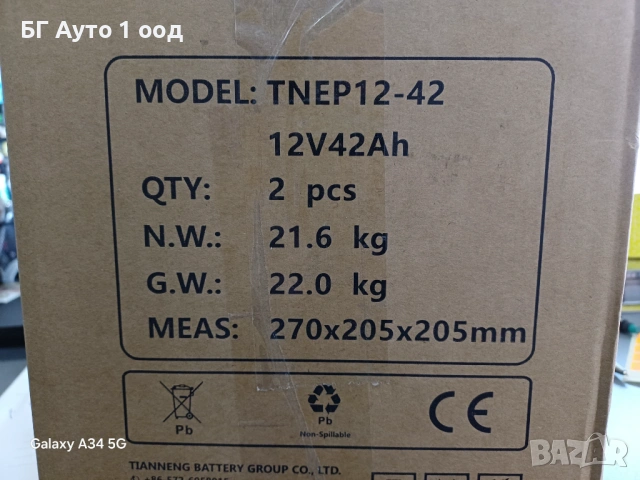 БГ Ауто 1 оод
MODEL: TNEP12-42
12V42Ah
QTY: 2 pcs
N.W.: 21.6 kg
G.W.: 22.0 kg
MEAS: 270x205x205mm
Pb
Pb
Non-Spillable
CE
TIANNENG BATTERY GROUP CO., LTD.
Galaxy A34 5G
BAZAR